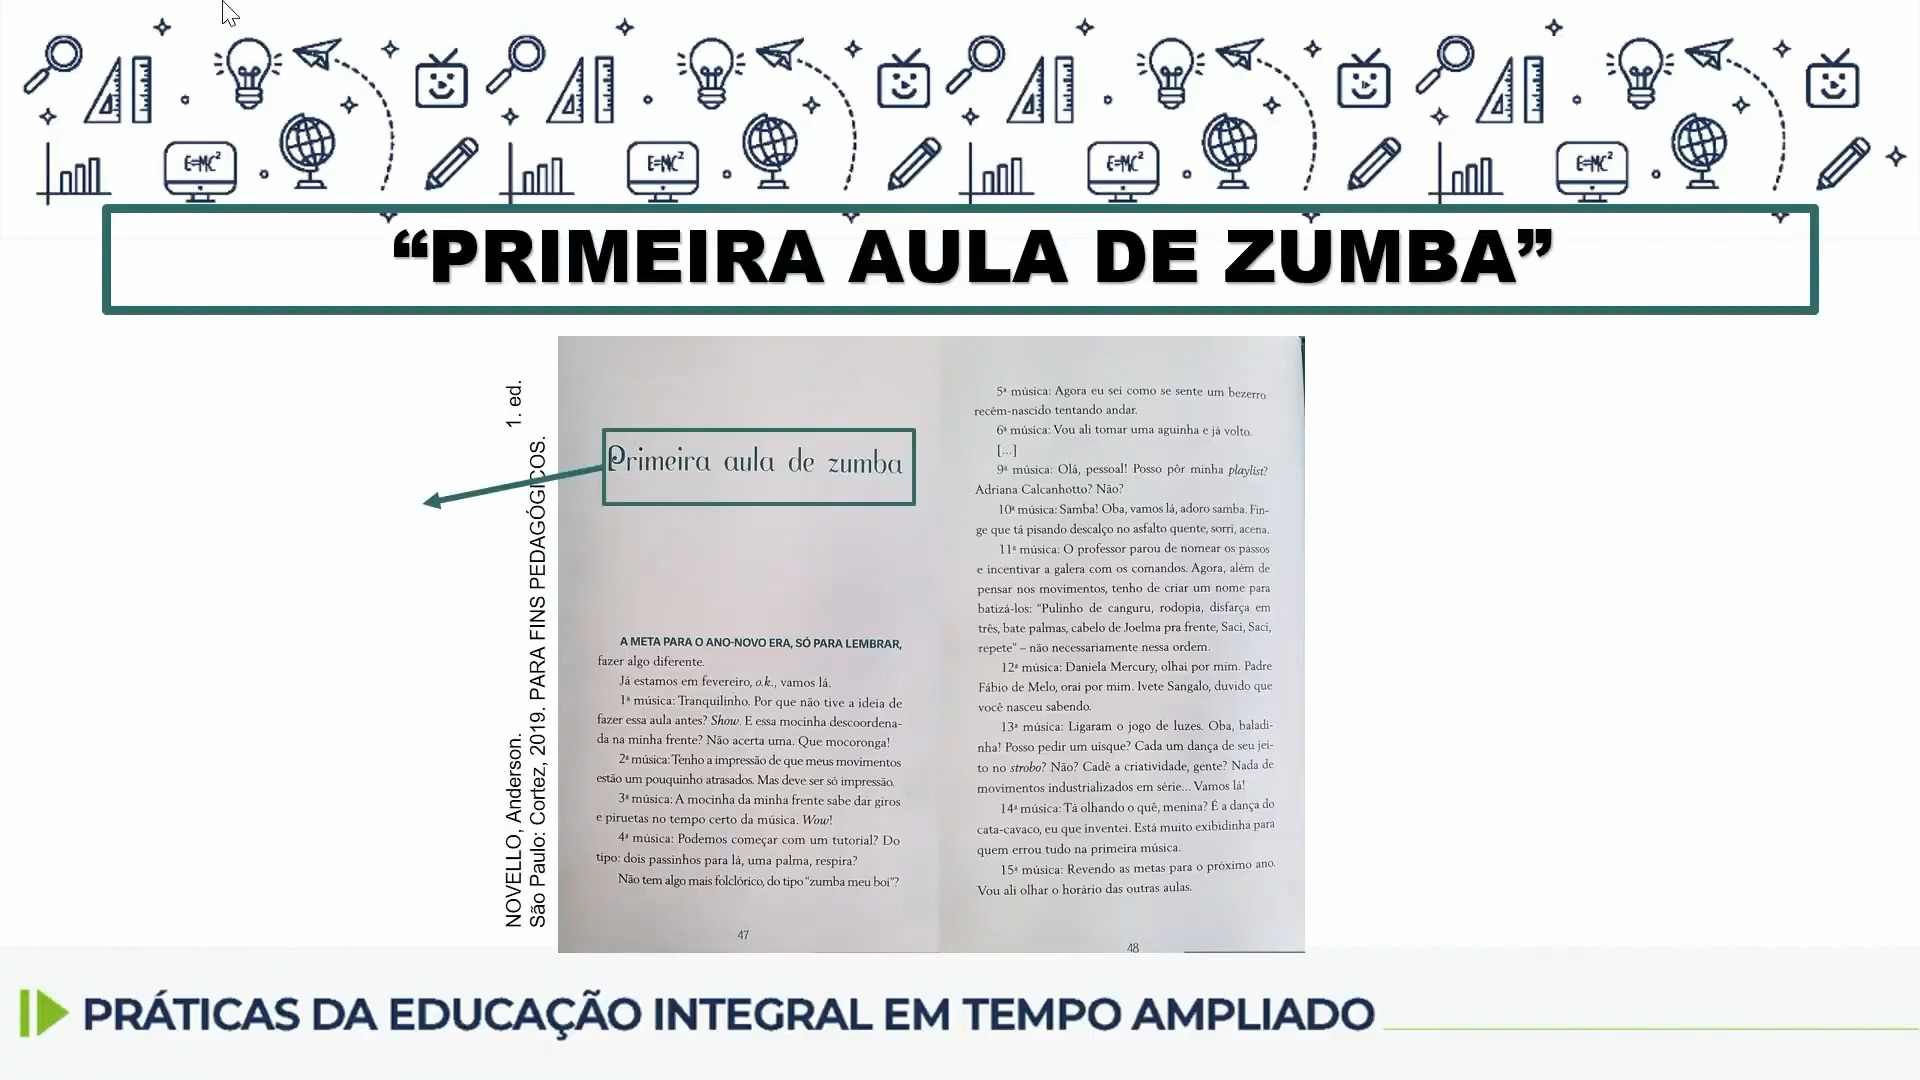 E=MC²
E=MC²
E=MC²
E=MC²
“PRIMEIRA AULA DE ZUMBA”
NOVELLO, Anderson. 1. ed.
São Paulo: Cortez, 2019. PARA FINS PEDAGÓGICOS.
Primeira aula de zumba
A META PARA O ANO-NOVO ERA, SÓ PARA LEMBRAR,
fazer algo diferente.
Já estamos em fevereiro, o.k., vamos lá.
1ª música: Tranquilinho. Por que não tive a ideia de
fazer essa aula antes? Show. E essa mocinha descoordena-
da na minha frente? Não acerta uma. Que mocoronga!
2ª música: Tenho a impressão de que meus movimentos
estão um pouquinho atrasados. Mas deve ser só impressão.
3ª música: A mocinha da minha frente sabe dar giros
e piruetas no tempo certo da música. Wow!
4ª música: Podemos começar com um tutorial? Do
tipo: dois passinhos para lá, uma palma, respira?
Não tem algo mais folclórico, do tipo “zumba meu boi”?
47
5ª música: Agora eu sei como se sente um bezerro
recém-nascido tentando andar.
6ª música: Vou ali tomar uma aguinha e já volto.
[...]
9ª música: Olá, pessoal! Posso pôr minha playlist?
Adriana Calcanhotto? Não?
10ª música: Samba! Oba, vamos lá, adoro samba. Fin-
ge que tá pisando descalço no asfalto quente, sorri, acena.
11ª música: O professor parou de nomear os passos
e incentivar a galera com os comandos. Agora, além de
pensar nos movimentos, tenho de criar um nome para
batizá-los: “Pulinho de canguru, rodopia, disfarça em
três, bate palmas, cabelo de Joelma pra frente, Saci, Saci,
repete” – não necessariamente nessa ordem.
12ª música: Daniela Mercury, olhai por mim. Padre
Fábio de Melo, orai por mim. Ivete Sangalo, duvido que
você nasceu sabendo.
13ª música: Ligaram o jogo de luzes. Oba, baladi-
nha! Posso pedir um uísque? Cada um dança de seu jei-
to no strobo? Não? Cadê a criatividade, gente? Nada de
movimentos industrializados em série... Vamos lá!
14ª música: Tá olhando o quê, menina? É a dança do
cata-cavaco, eu que inventei. Está muito exibidinha para
quem errou tudo na primeira música.
15ª música: Revendo as metas para o próximo ano.
Vou ali olhar o horário das outras aulas.
48
PRÁTICAS DA EDUCAÇÃO INTEGRAL EM TEMPO AMPLIADO